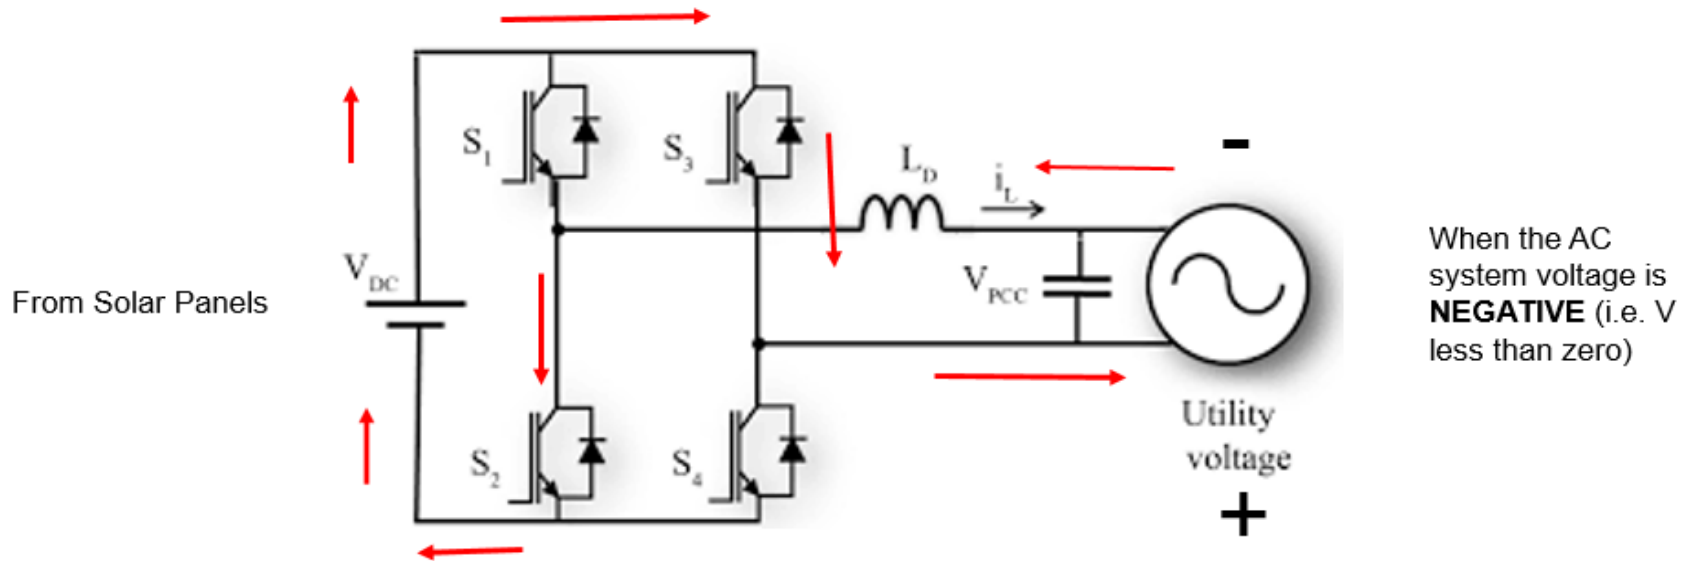 From Solar Panels
V_DC
S_1
S_3
S_2
S_4
L_D
i_L
V_PCC
-
Utility
voltage
+
When the AC
system voltage is
NEGATIVE (i.e. V
less than zero)